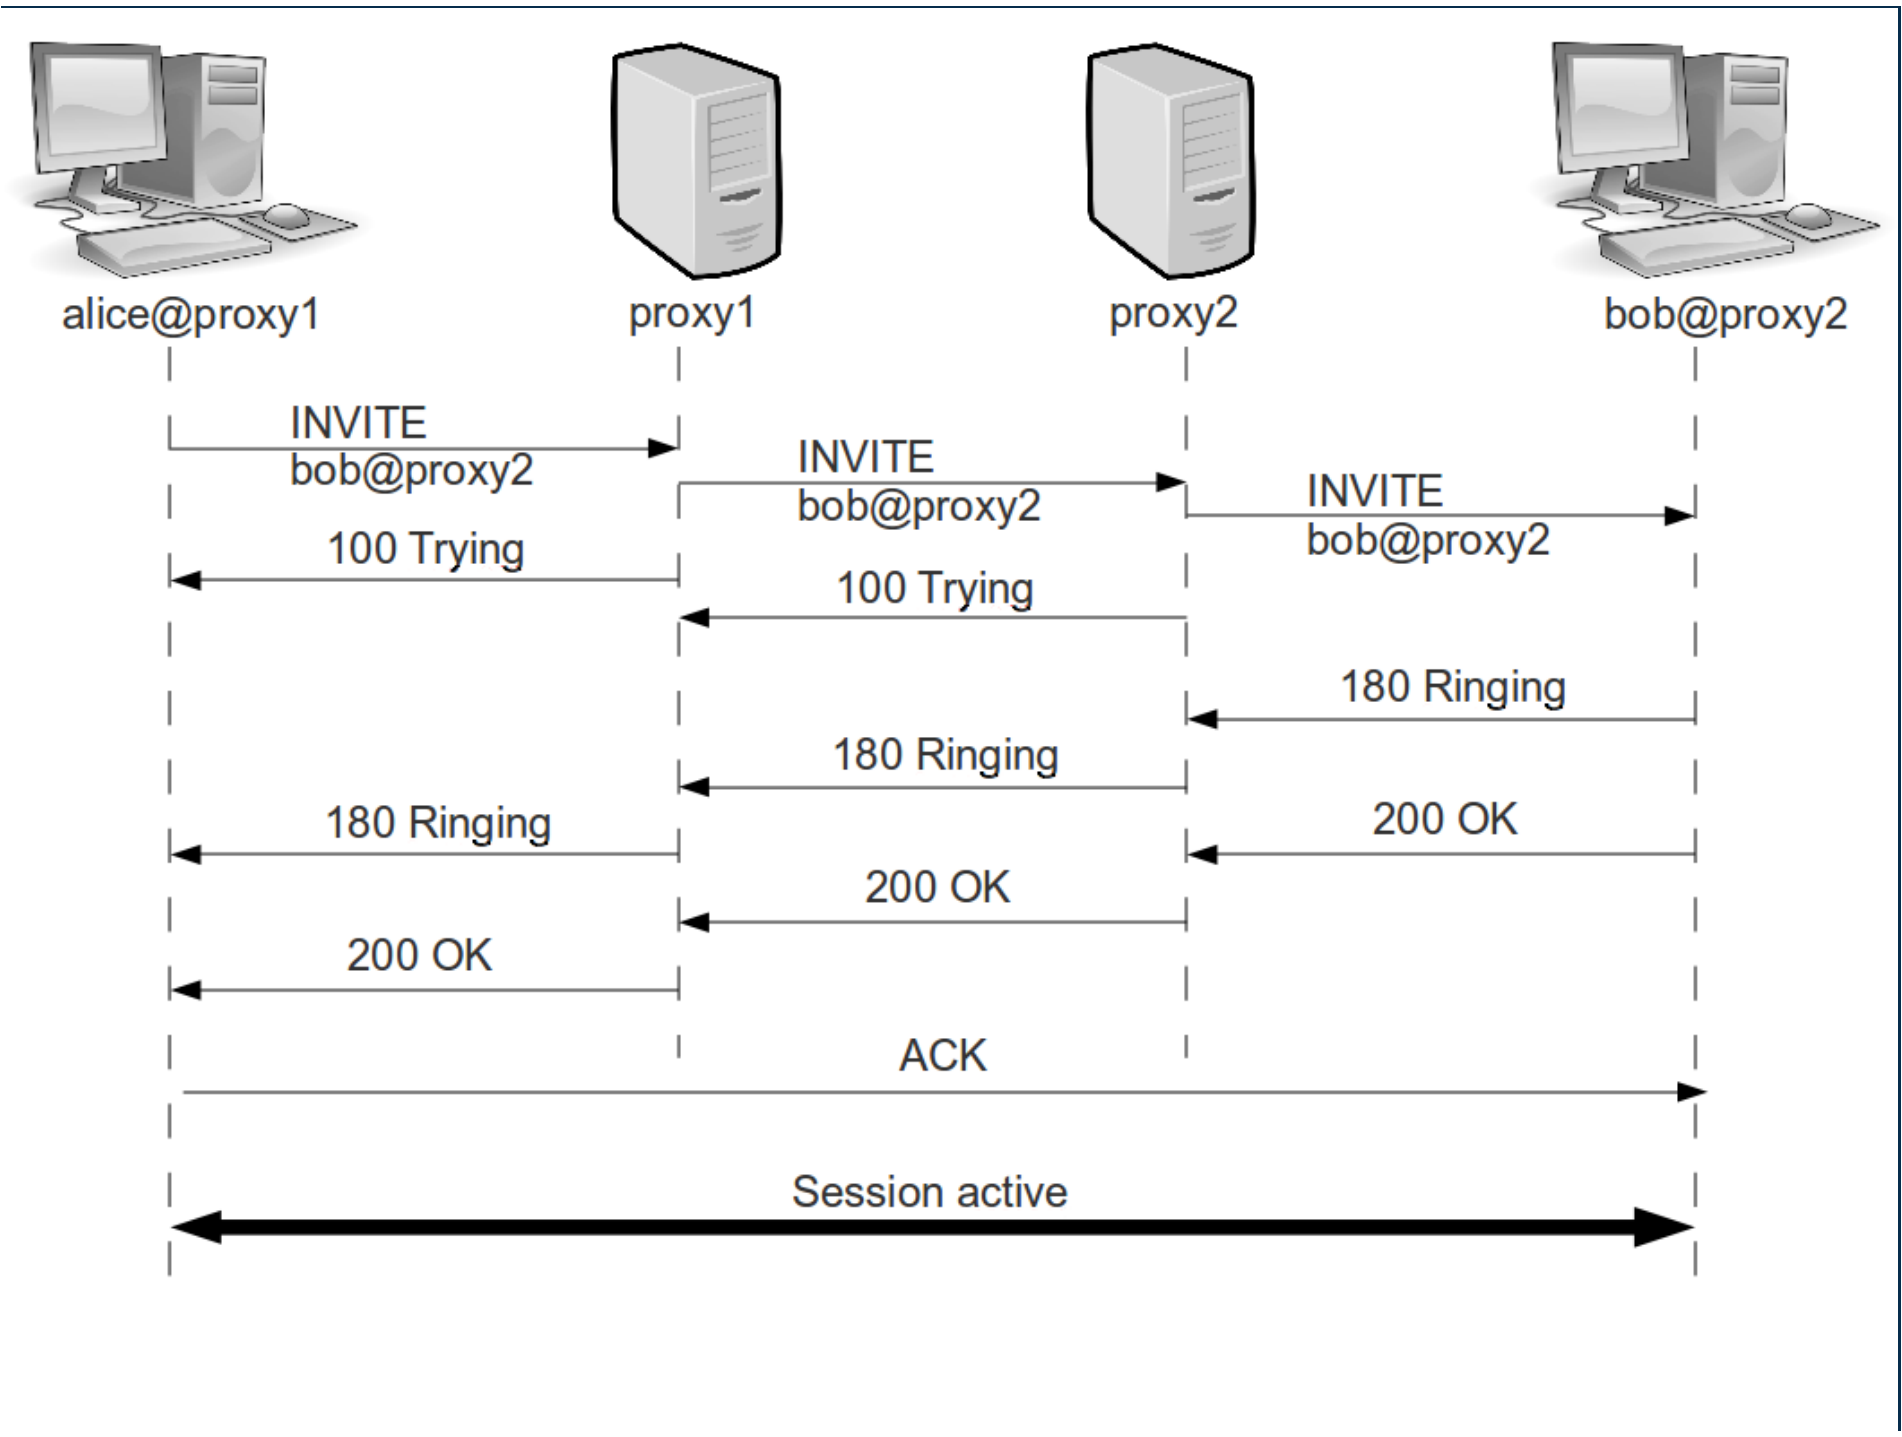 alice@proxy1
proxy1
proxy2
bob@proxy2
INVITE
bob@proxy2
INVITE
bob@proxy2
INVITE
bob@proxy2
100 Trying
100 Trying
180 Ringing
180 Ringing
180 Ringing
200 OK
200 OK
200 OK
ACK
Session active